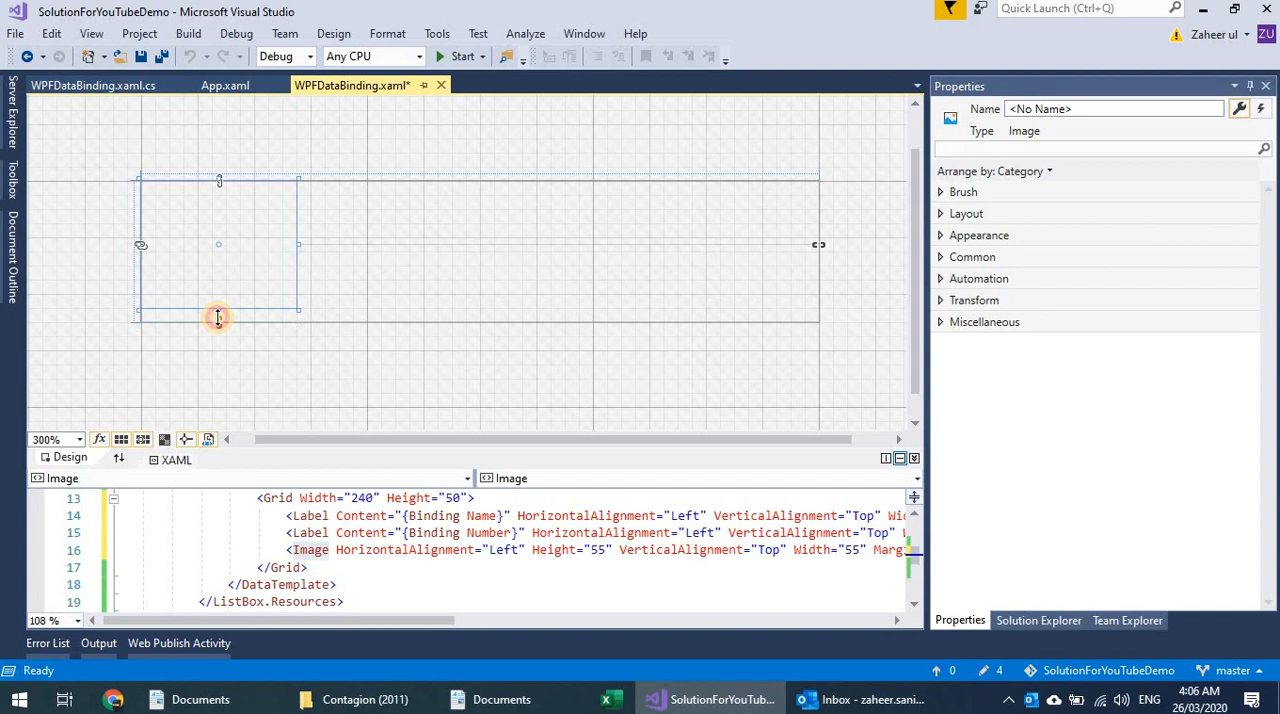 SolutionForYouTubeDemo - Microsoft Visual Studio
Quick Launch (Ctrl+Q)
File Edit View Project Build Debug Team Design Format Tools Test Analyze Window Help
Zaheer ul ZU
Debug Any CPU Start
WPFDataBinding.xaml.cs App.xaml WPFDataBinding.xaml*
Server Explorer
Toolbox
Document Outline
Properties
Name <No Name>
Type Image
Arrange by: Category
Brush
Layout
Appearance
Common
Automation
Transform
Miscellaneous
300%
fx
Design XAML
Image Image
13 <Grid Width="240" Height="50">
14 <Label Content="{Binding Name}" HorizontalAlignment="Left" VerticalAlignment="Top" Wid
15 <Label Content="{Binding Number}" HorizontalAlignment="Left" VerticalAlignment="Top" W
16 <Image HorizontalAlignment="Left" Height="55" VerticalAlignment="Top" Width="55" Marg
17 </Grid>
18 </DataTemplate>
19 </ListBox.Resources>
108 %
Properties Solution Explorer Team Explorer
Error List Output Web Publish Activity
Ready
0 4 SolutionForYouTubeDemo master
Documents Contagion (2011) Documents SolutionForYouTub... Inbox - zaheer.sani...
ENG
4:06 AM
26/03/2020